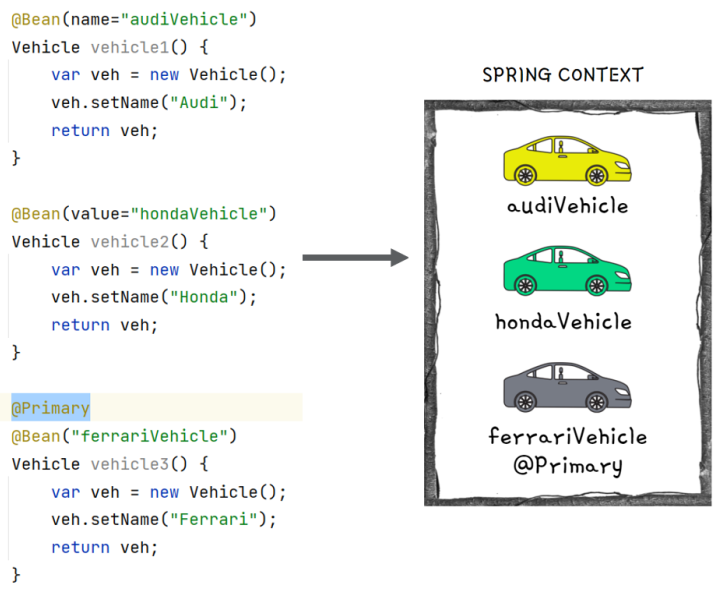 @Bean(name="audiVehicle")
Vehicle vehicle1() {
    var veh = new Vehicle();
    veh.setName("Audi");
    return veh;
}
@Bean(value="hondaVehicle")
Vehicle vehicle2() {
    var veh = new Vehicle();
    veh.setName("Honda");
    return veh;
}
@Primary
@Bean("ferrariVehicle")
Vehicle vehicle3() {
    var veh = new Vehicle();
    veh.setName("Ferrari");
    return veh;
}
SPRING CONTEXT
audiVehicle
hondaVehicle
ferrariVehicle
@Primary